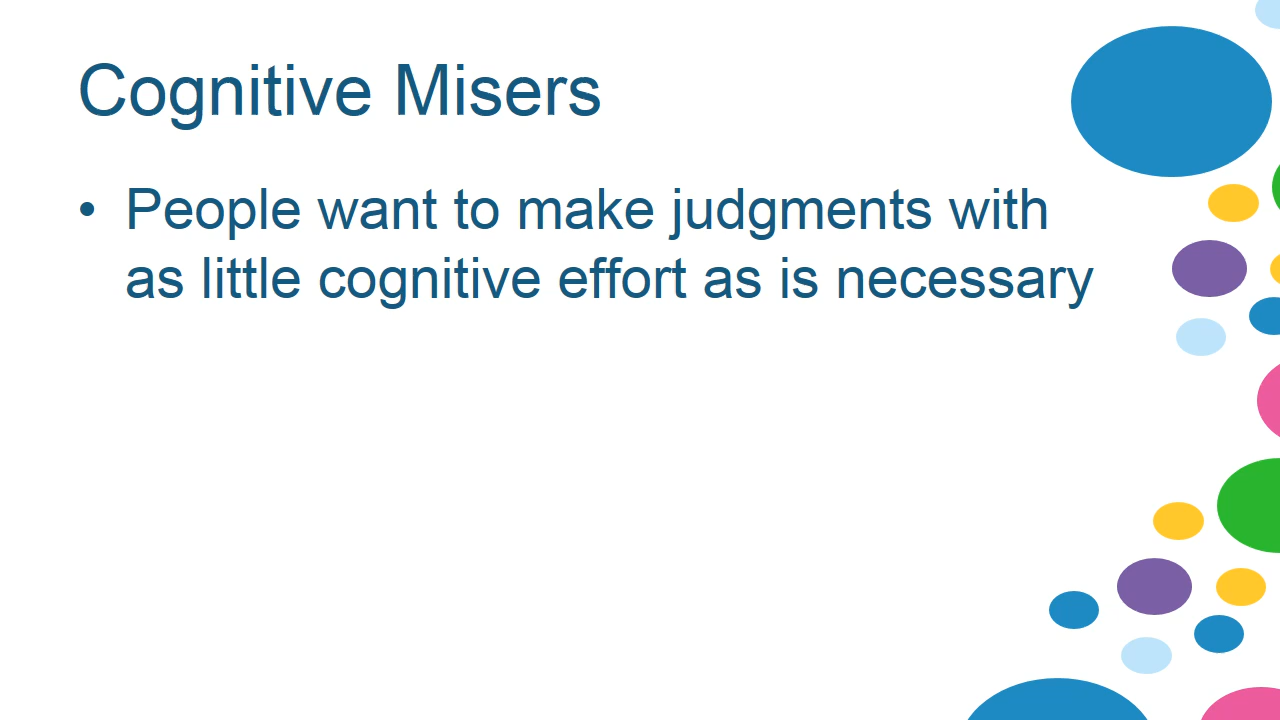 Cognitive Misers
• People want to make judgments with
as little cognitive effort as is necessary